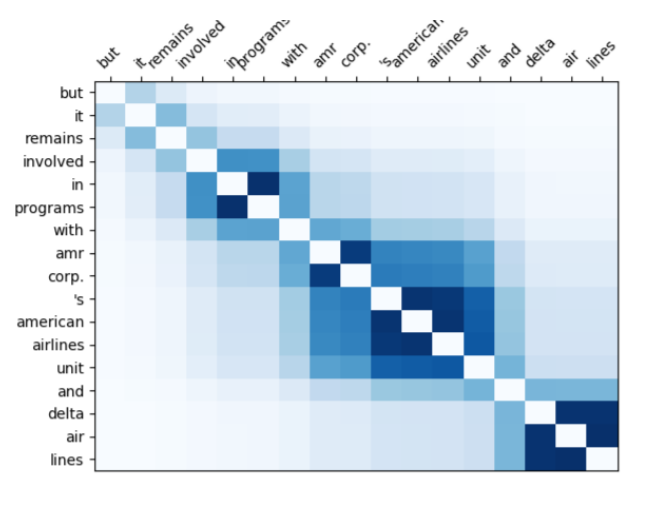 but it remains involved in programs with amr corp. 's american airlines unit and delta air lines
but
it
remains
involved
in
programs
with
amr
corp.
's
american
airlines
unit
and
delta
air
lines